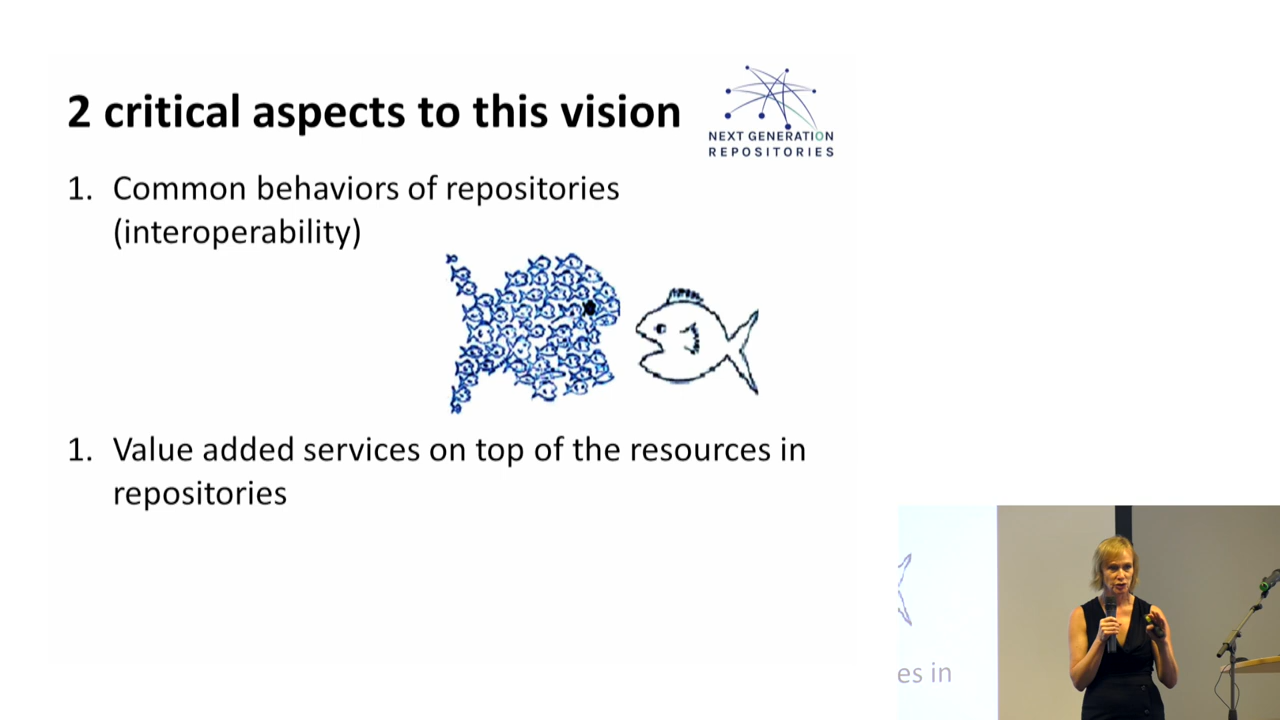 2 critical aspects to this vision
NEXT GENERATION
REPOSITORIES
1. Common behaviors of repositories
(interoperability)
1. Value added services on top of the resources in
repositories
es in